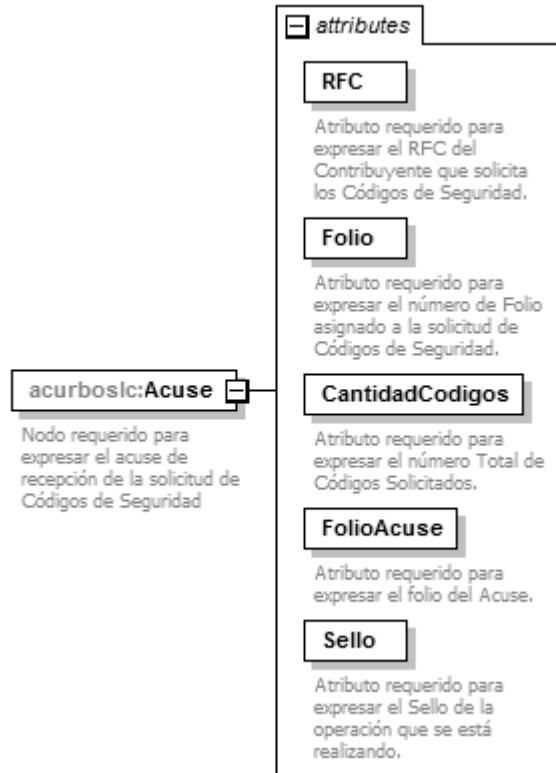 attributes
RFC
Atributo requerido para
expresar el RFC del
Contribuyente que solicita
los Códigos de Seguridad.
Folio
Atributo requerido para
expresar el número de Folio
asignado a la solicitud de
Códigos de Seguridad.
acurboslc:Acuse
Nodo requerido para
expresar el acuse de
recepción de la solicitud de
Códigos de Seguridad
CantidadCodigos
Atributo requerido para
expresar el número Total de
Códigos Solicitados.
FolioAcuse
Atributo requerido para
expresar el folio del Acuse.
Sello
Atributo requerido para
expresar el Sello de la
operación que se está
realizando.